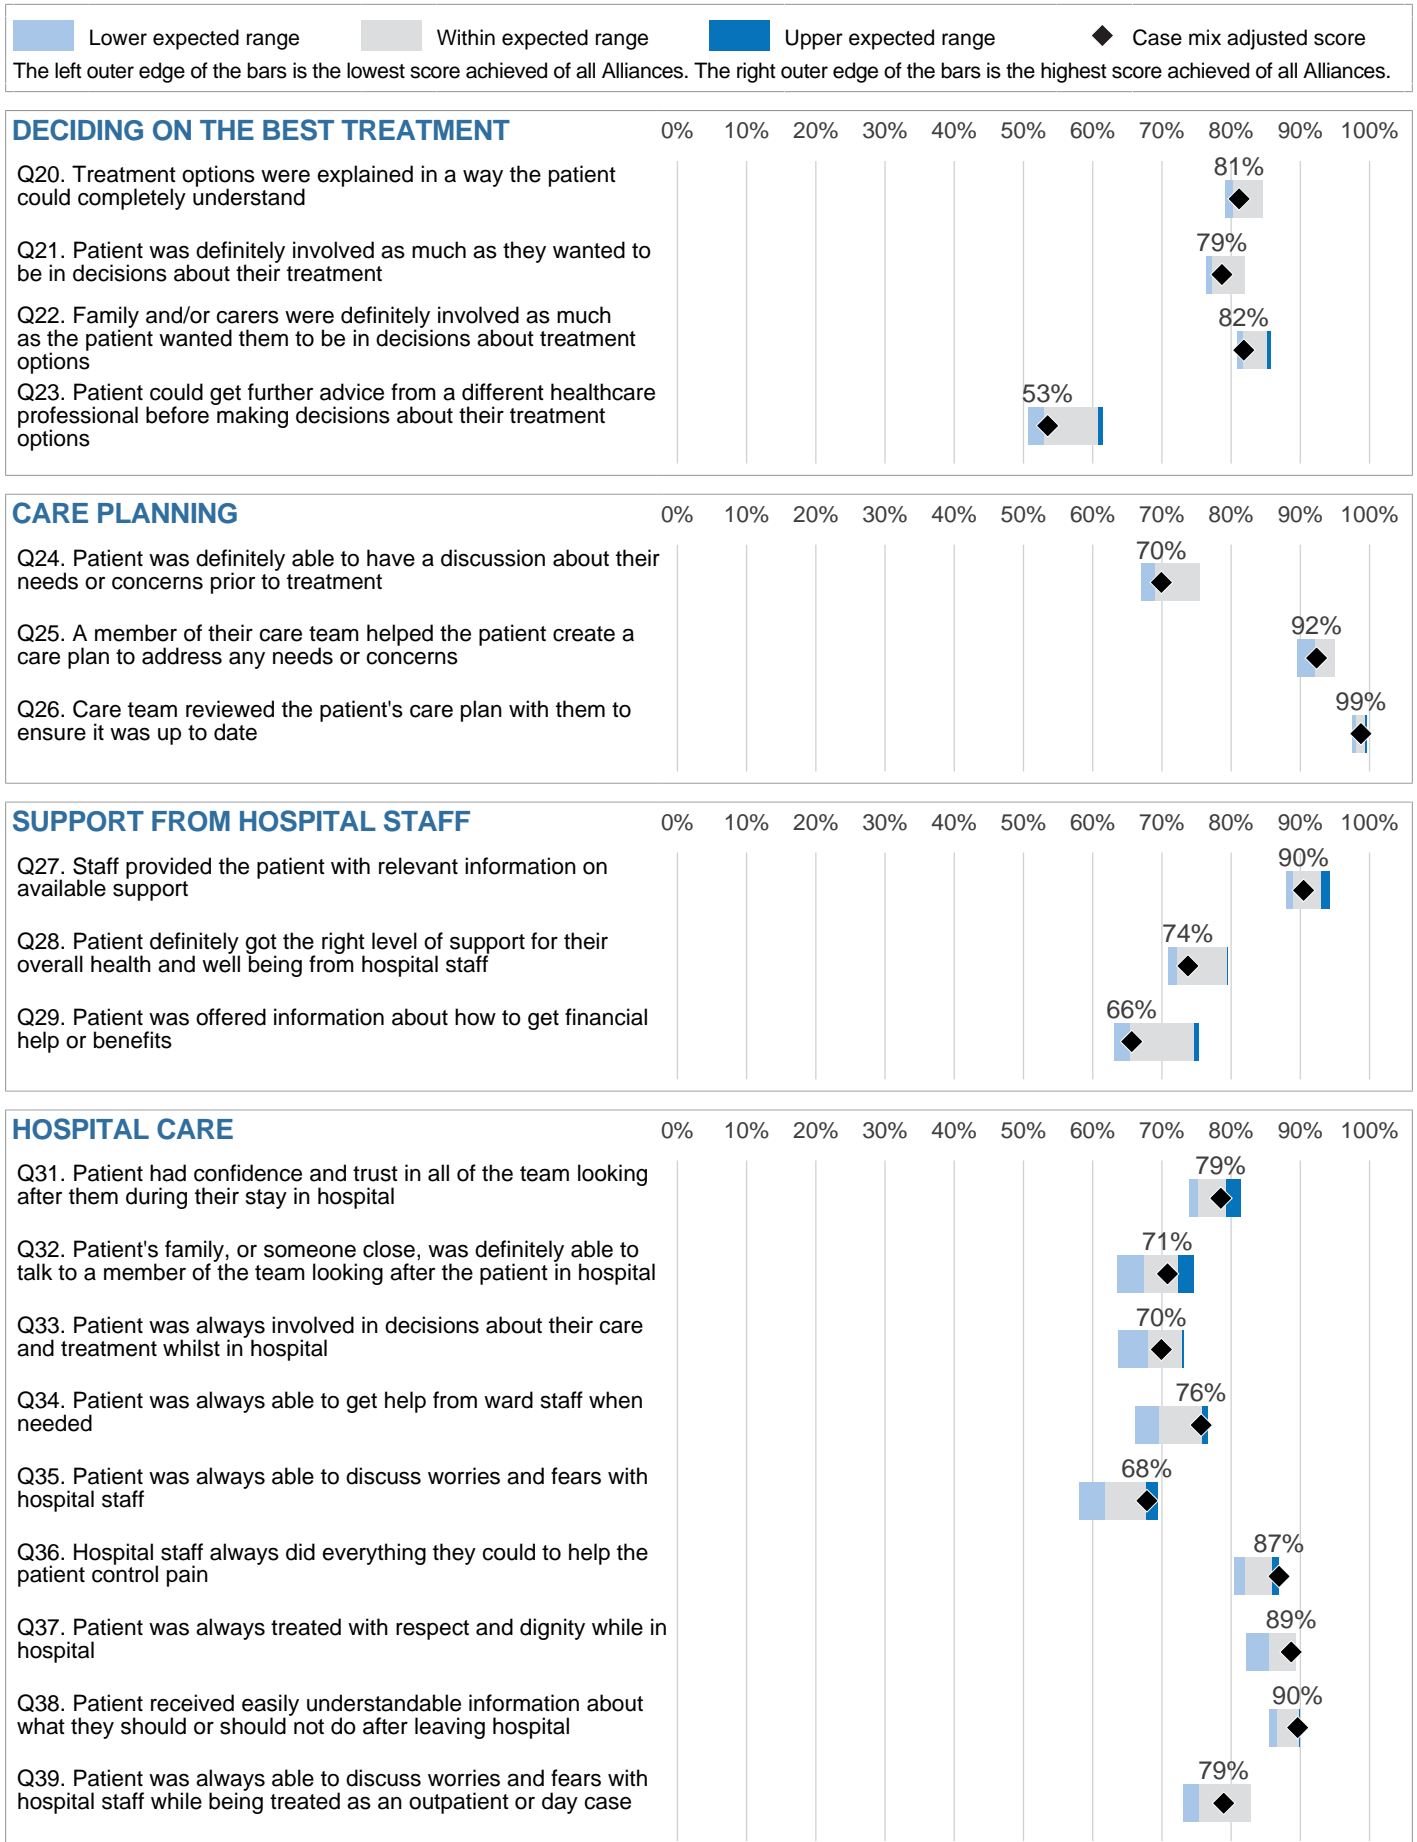 Lower expected range Within expected range Upper expected range Case mix adjusted score
The left outer edge of the bars is the lowest score achieved of all Alliances. The right outer edge of the bars is the highest score achieved of all Alliances.
DECIDING ON THE BEST TREATMENT 0% 10% 20% 30% 40% 50% 60% 70% 80% 90% 100%
81%
Q20. Treatment options were explained in a way the patient
could completely understand
79%
Q21. Patient was definitely involved as much as they wanted to
be in decisions about their treatment
82%
Q22. Family and/or carers were definitely involved as much
as the patient wanted them to be in decisions about treatment
options
53%
Q23. Patient could get further advice from a different healthcare
professional before making decisions about their treatment
options
CARE PLANNING 0% 10% 20% 30% 40% 50% 60% 70% 80% 90% 100%
70%
Q24. Patient was definitely able to have a discussion about their
needs or concerns prior to treatment
92%
Q25. A member of their care team helped the patient create a
care plan to address any needs or concerns
99%
Q26. Care team reviewed the patient's care plan with them to
ensure it was up to date
SUPPORT FROM HOSPITAL STAFF 0% 10% 20% 30% 40% 50% 60% 70% 80% 90% 100%
90%
Q27. Staff provided the patient with relevant information on
available support
74%
Q28. Patient definitely got the right level of support for their
overall health and well being from hospital staff
66%
Q29. Patient was offered information about how to get financial
help or benefits
HOSPITAL CARE 0% 10% 20% 30% 40% 50% 60% 70% 80% 90% 100%
79%
Q31. Patient had confidence and trust in all of the team looking
after them during their stay in hospital
71%
Q32. Patient's family, or someone close, was definitely able to
talk to a member of the team looking after the patient in hospital
70%
Q33. Patient was always involved in decisions about their care
and treatment whilst in hospital
76%
Q34. Patient was always able to get help from ward staff when
needed
68%
Q35. Patient was always able to discuss worries and fears with
hospital staff
87%
Q36. Hospital staff always did everything they could to help the
patient control pain
89%
Q37. Patient was always treated with respect and dignity while in
hospital
90%
Q38. Patient received easily understandable information about
what they should or should not do after leaving hospital
79%
Q39. Patient was always able to discuss worries and fears with
hospital staff while being treated as an outpatient or day case